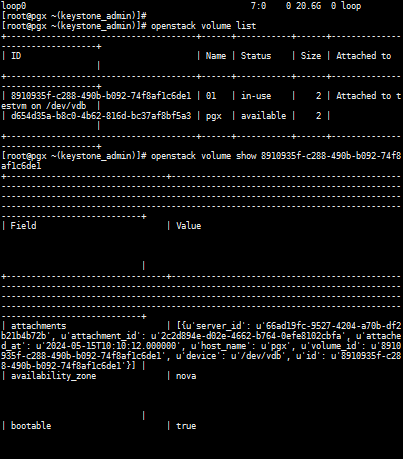 loop0                                              7:0    0 20.6G  0 loop
[root@pgx ~(keystone_admin)]#
[root@pgx ~(keystone_admin)]# openstack volume list
+--------------------------------------+------+-----------+------+--------------
-------------------+
| ID                                   | Name | Status    | Size | Attached to
                   |
+--------------------------------------+------+-----------+------+--------------
-------------------+
| 8910935f-c288-490b-b092-74f8af1c6de1 | 01   | in-use    |    2 | Attached to t
estvm on /dev/vdb  |
| d654d35a-b8c0-4b62-816d-bc37af8bf5a3 | pgx  | available |    2 |
                   |
+--------------------------------------+------+-----------+------+--------------
-------------------+
[root@pgx ~(keystone_admin)]# openstack volume show 8910935f-c288-490b-b092-74f8
af1c6de1
+--------------------------------+----------------------------------------------
--------------------------------------------------------------------------------
--------------------------------------------------------------------------------
--------------------------------------------------------------------------------
----------------------------+
| Field                          | Value
                            |
+--------------------------------+----------------------------------------------
--------------------------------------------------------------------------------
--------------------------------------------------------------------------------
--------------------------------------------------------------------------------
----------------------------+
| attachments                    | [{u'server_id': u'66ad19fc-9527-4204-a70b-df2
b21b4b72b', u'attachment_id': u'2c2d894e-d02e-4662-b764-0efe8102cbfa', u'attache
d_at': u'2024-05-15T10:10:12.000000', u'host_name': u'pgx', u'volume_id': u'8910
935f-c288-490b-b092-74f8af1c6de1', u'device': u'/dev/vdb', u'id': u'8910935f-c28
8-490b-b092-74f8af1c6de1'}] |
| availability_zone              | nova
                            |
| bootable                       | true